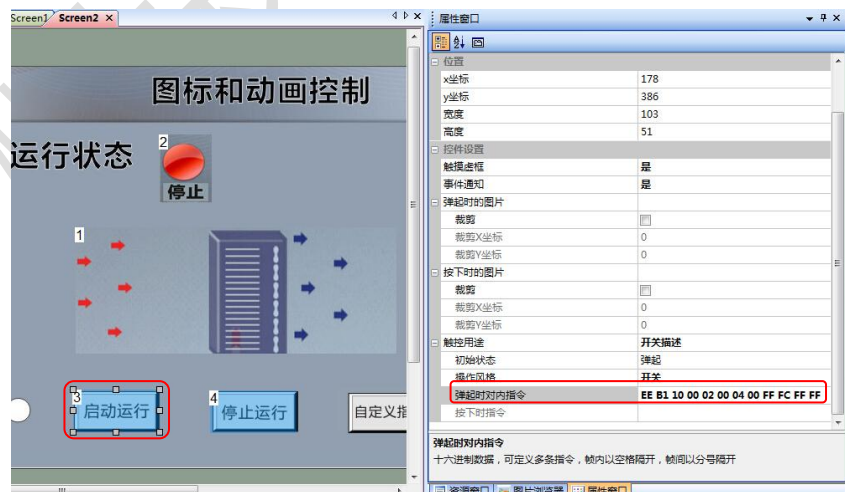 Screen1 Screen2 ×
属性窗口
位置
x坐标 178
y坐标 386
宽度 103
高度 51
控件设置
触摸虚框 是
事件通知 是
弹起时的图片
裁剪
裁剪X坐标 0
裁剪Y坐标 0
按下时的图片
裁剪
裁剪X坐标 0
裁剪Y坐标 0
触控用途 开关描述
初始状态 弹起
操作风格 开关
弹起时对内指令 EE B1 10 00 02 00 04 00 FF FC FF FF
按下时指令
弹起时对内指令
十六进制数据，可定义多条指令，帧内以空格隔开，帧间以分号隔开
资源窗口 图片浏览器 属性窗口
图标和动画控制
运行状态
2
停止
1
3
启动运行
4
停止运行
自定义指